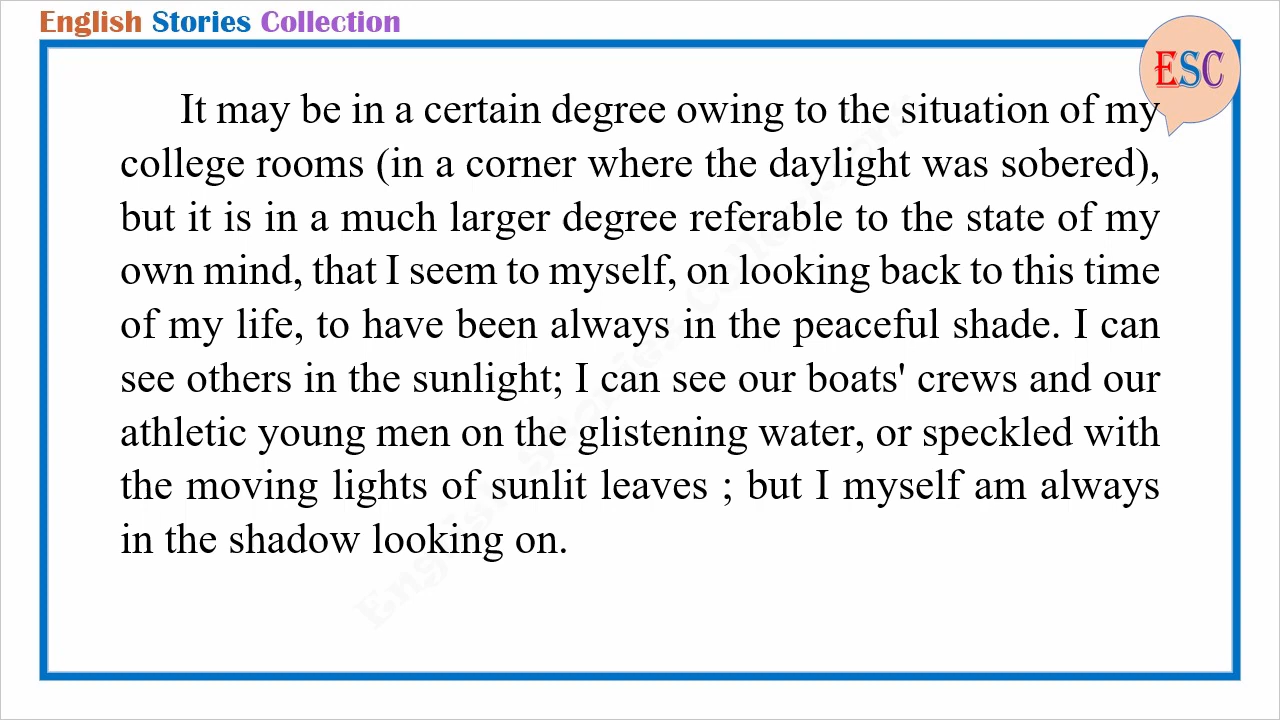 English Stories Collection
ESC
It may be in a certain degree owing to the situation of my
college rooms (in a corner where the daylight was sobered),
but it is in a much larger degree referable to the state of my
own mind, that I seem to myself, on looking back to this time
of my life, to have been always in the peaceful shade. I can
see others in the sunlight; I can see our boats' crews and our
athletic young men on the glistening water, or speckled with
the moving lights of sunlit leaves ; but I myself am always
in the shadow looking on.
English Stories Collection